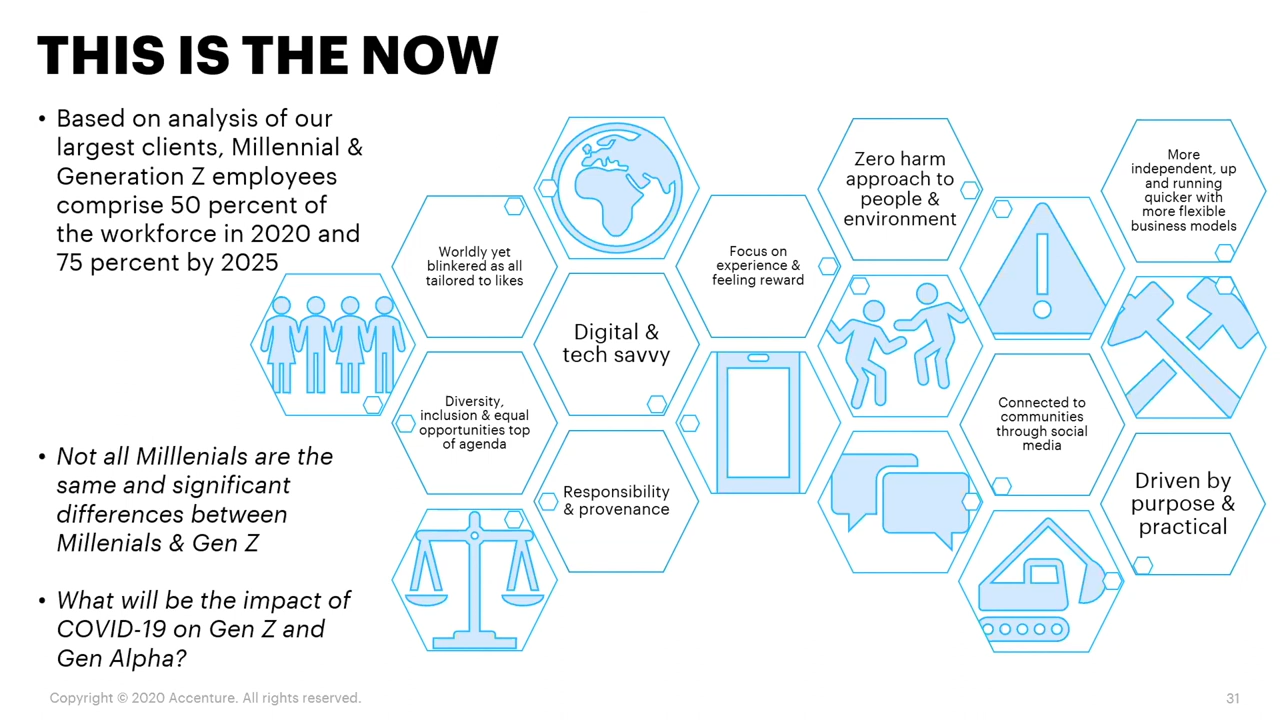 THIS IS THE NOW
• Based on analysis of our
largest clients, Millennial &
Generation Z employees
comprise 50 percent of
the workforce in 2020 and
75 percent by 2025
• Not all Milllenials are the
same and significant
differences between
Millenials & Gen Z
• What will be the impact of
COVID-19 on Gen Z and
Gen Alpha?
Worldly yet
blinkered as all
tailored to likes
Diversity,
inclusion & equal
opportunities top
of agenda
Digital &
tech savvy
Responsibility
& provenance
Focus on
experience &
feeling reward
Zero harm
approach to
people &
environment
Connected to
communities
through social
media
More
independent, up
and running
quicker with
more flexible
business models
Driven by
purpose &
practical
Copyright © 2020 Accenture. All rights reserved.
31